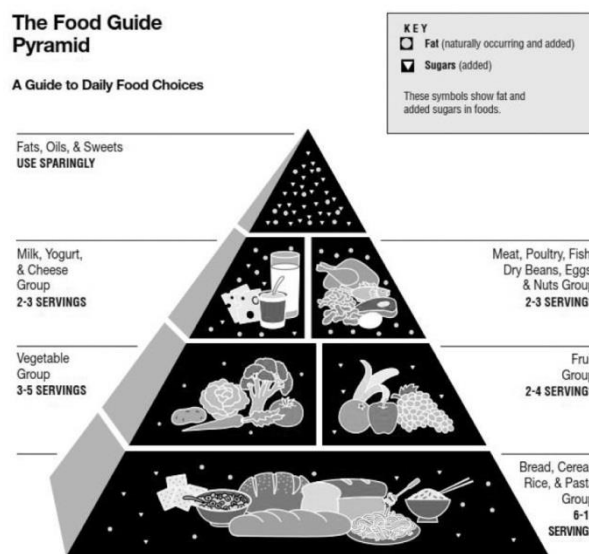 The Food Guide
Pyramid
A Guide to Daily Food Choices
KEY
Fat (naturally occurring and added)
Sugars (added)
These symbols show fat and
added sugars in foods.
Fats, Oils, & Sweets
USE SPARINGLY
Milk, Yogurt,
& Cheese
Group
2-3 SERVINGS
Meat, Poultry, Fish
Dry Beans, Eggs
& Nuts Group
2-3 SERVING
Vegetable
Group
3-5 SERVINGS
Fru
Group
2-4 SERVING
Bread, Cerea
Rice, & Past
Group
6-1
SERVING